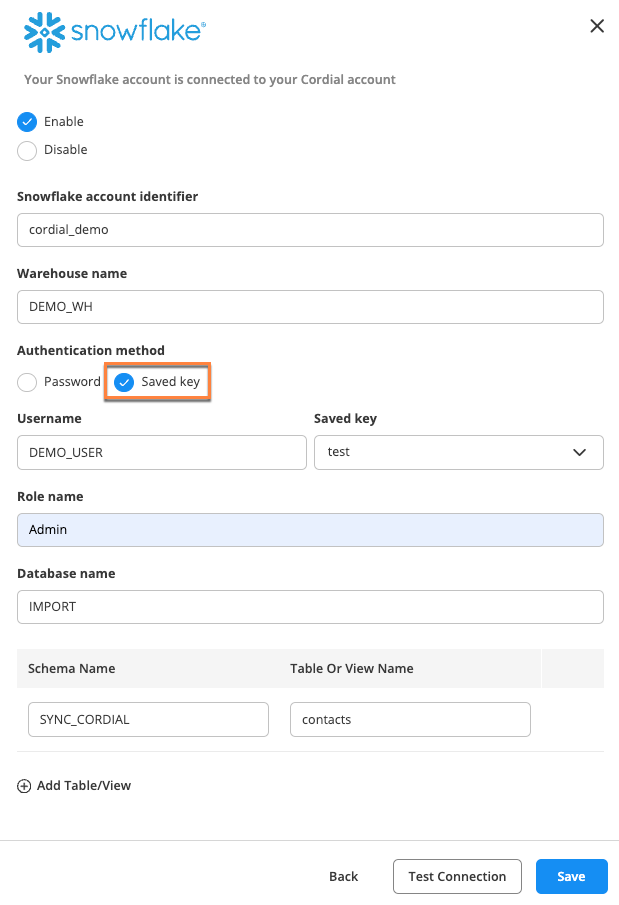 snowflake®
Your Snowflake account is connected to your Cordial account
Enable
Disable
Snowflake account identifier
cordial_demo
Warehouse name
DEMO_WH
Authentication method
Password Saved key
Username Saved key
DEMO_USER test
Role name
Admin
Database name
IMPORT
Schema Name Table Or View Name
SYNC_CORDIAL contacts
Add Table/View
Back Test Connection Save